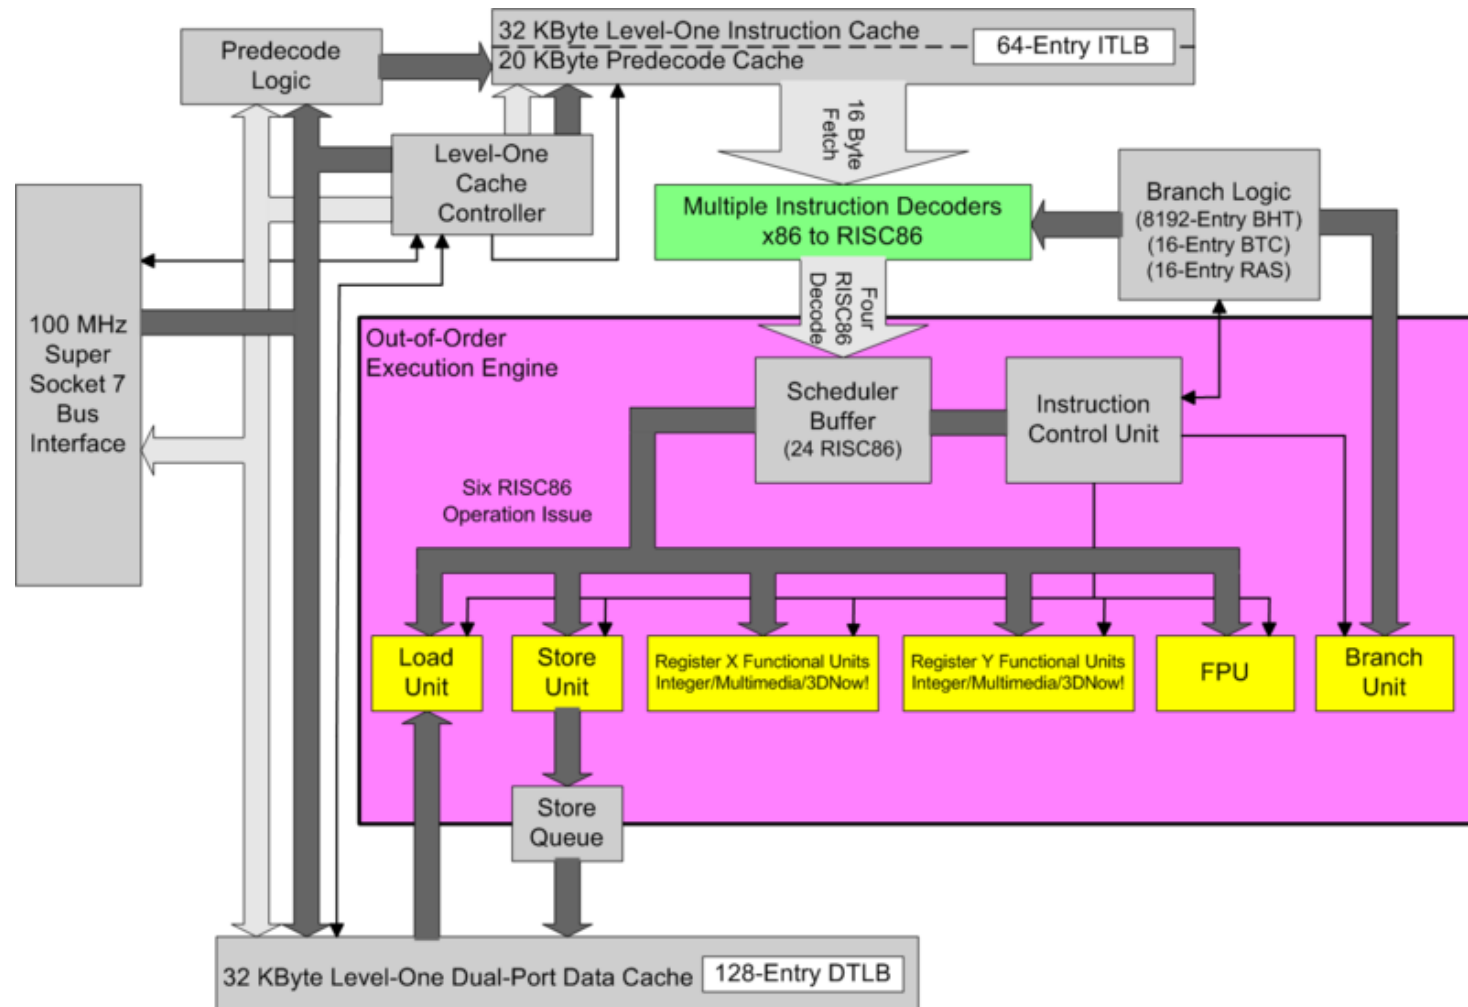 32 KByte Level-One Instruction Cache
64-Entry ITLB
20 KByte Predecode Cache
Predecode
Logic
16 Byte
Fetch
Level-One
Cache
Controller
Multiple Instruction Decoders
x86 to RISC86
Branch Logic
(8192-Entry BHT)
(16-Entry BTC)
(16-Entry RAS)
Four
RISC86
Decode
100 MHz
Super
Socket 7
Bus
Interface
Out-of-Order
Execution Engine
Scheduler
Buffer
(24 RISC86)
Instruction
Control Unit
Six RISC86
Operation Issue
Load
Unit
Store
Unit
Register X Functional Units
Integer/Multimedia/3DNow!
Register Y Functional Units
Integer/Multimedia/3DNow!
FPU
Branch
Unit
Store
Queue
32 KByte Level-One Dual-Port Data Cache
128-Entry DTLB